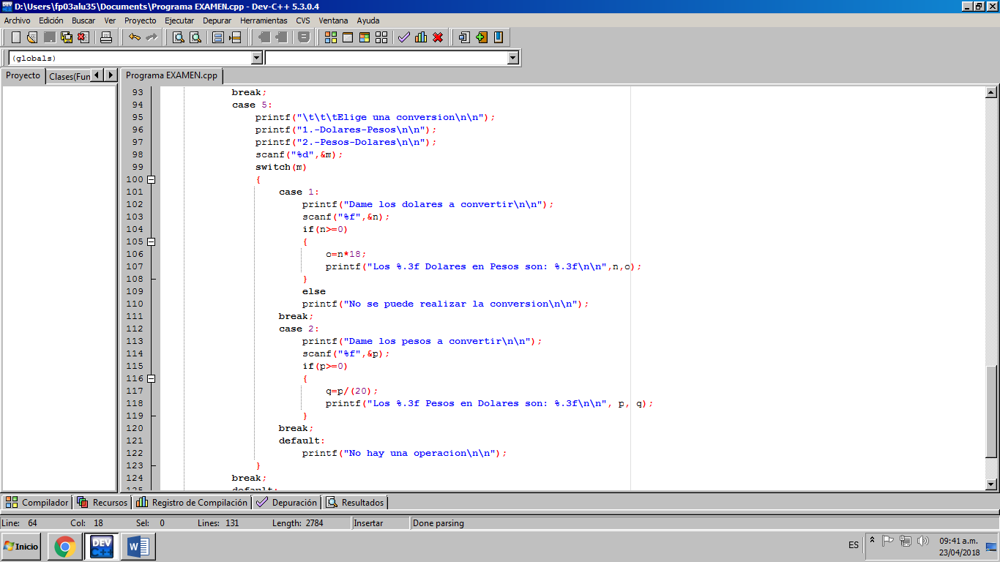 D:\Users\fp03alu35\Documents\Programa EXAMEN.cpp - Dev-C++ 5.3.0.4
Archivo Edición Buscar Ver Proyecto Ejecutar Depurar Herramientas CVS Ventana Ayuda
(globals)
Proyecto Clases(Fun Programa EXAMEN.cpp
93 break;
94 case 5:
95 printf("\t\t\tElige una conversion\n\n");
96 printf("1.-Dolares-Pesos\n\n");
97 printf("2.-Pesos-Dolares\n\n");
98 scanf("%d",&m);
99 switch(m)
100 {
101 case 1:
102 printf("Dame los dolares a convertir\n\n");
103 scanf("%f",&n);
104 if(n>=0)
105 {
106 o=n*18;
107 printf("Los %.3f Dolares en Pesos son: %.3f\n\n",n,o);
108 }
109 else
110 printf("No se puede realizar la conversion\n\n");
111 break;
112 case 2:
113 printf("Dame los pesos a convertir\n\n");
114 scanf("%f",&p);
115 if(p>=0)
116 {
117 q=p/(20);
118 printf("Los %.3f Pesos en Dolares son: %.3f\n\n", p, q);
119 }
120 break;
121 default:
122 printf("No hay una operacion\n\n");
123 }
124 break;
125 default:
Compilador Recursos Registro de Compilación Depuración Resultados
Line: 64 Col: 18 Sel: 0 Lines: 131 Length: 2784 Insertar Done parsing
Inicio DEV C++ W ES 09:41 a.m.
23/04/2018